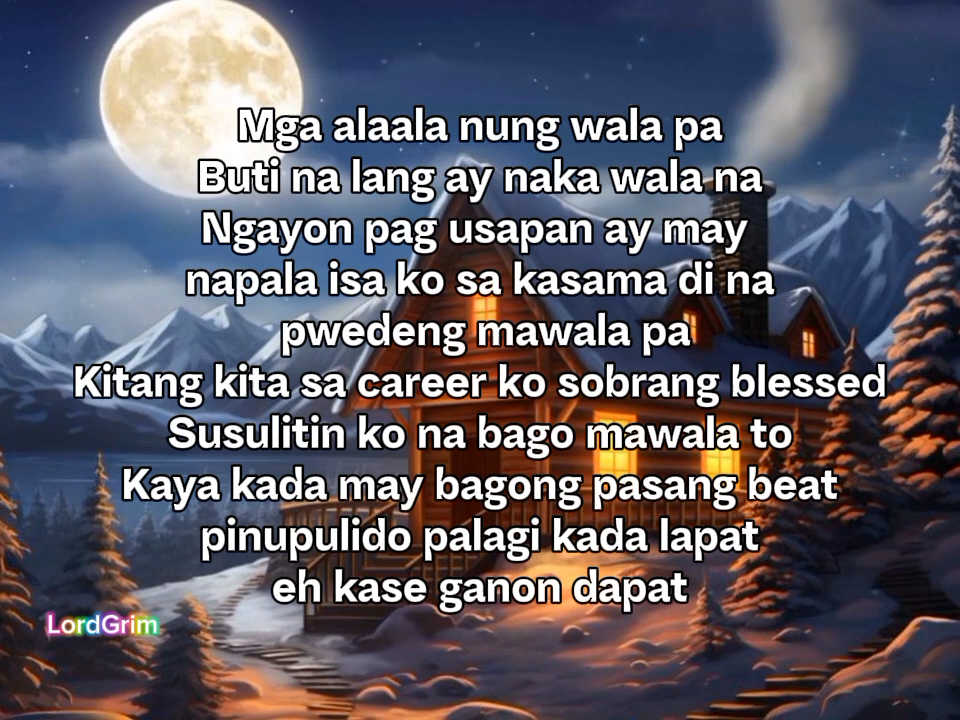 Mga alaala nung wala pa
Buti na lang ay naka wala na
Ngayon pag usapan ay may
napala isa ko sa kasama di na
pwedeng mawala pa
Kitang kita sa career ko sobrang blessed
Susulitin ko na bago mawala to
Kaya kada may bagong pasang beat
pinupulido palagi kada lapat
eh kase ganon dapat
LordGrim